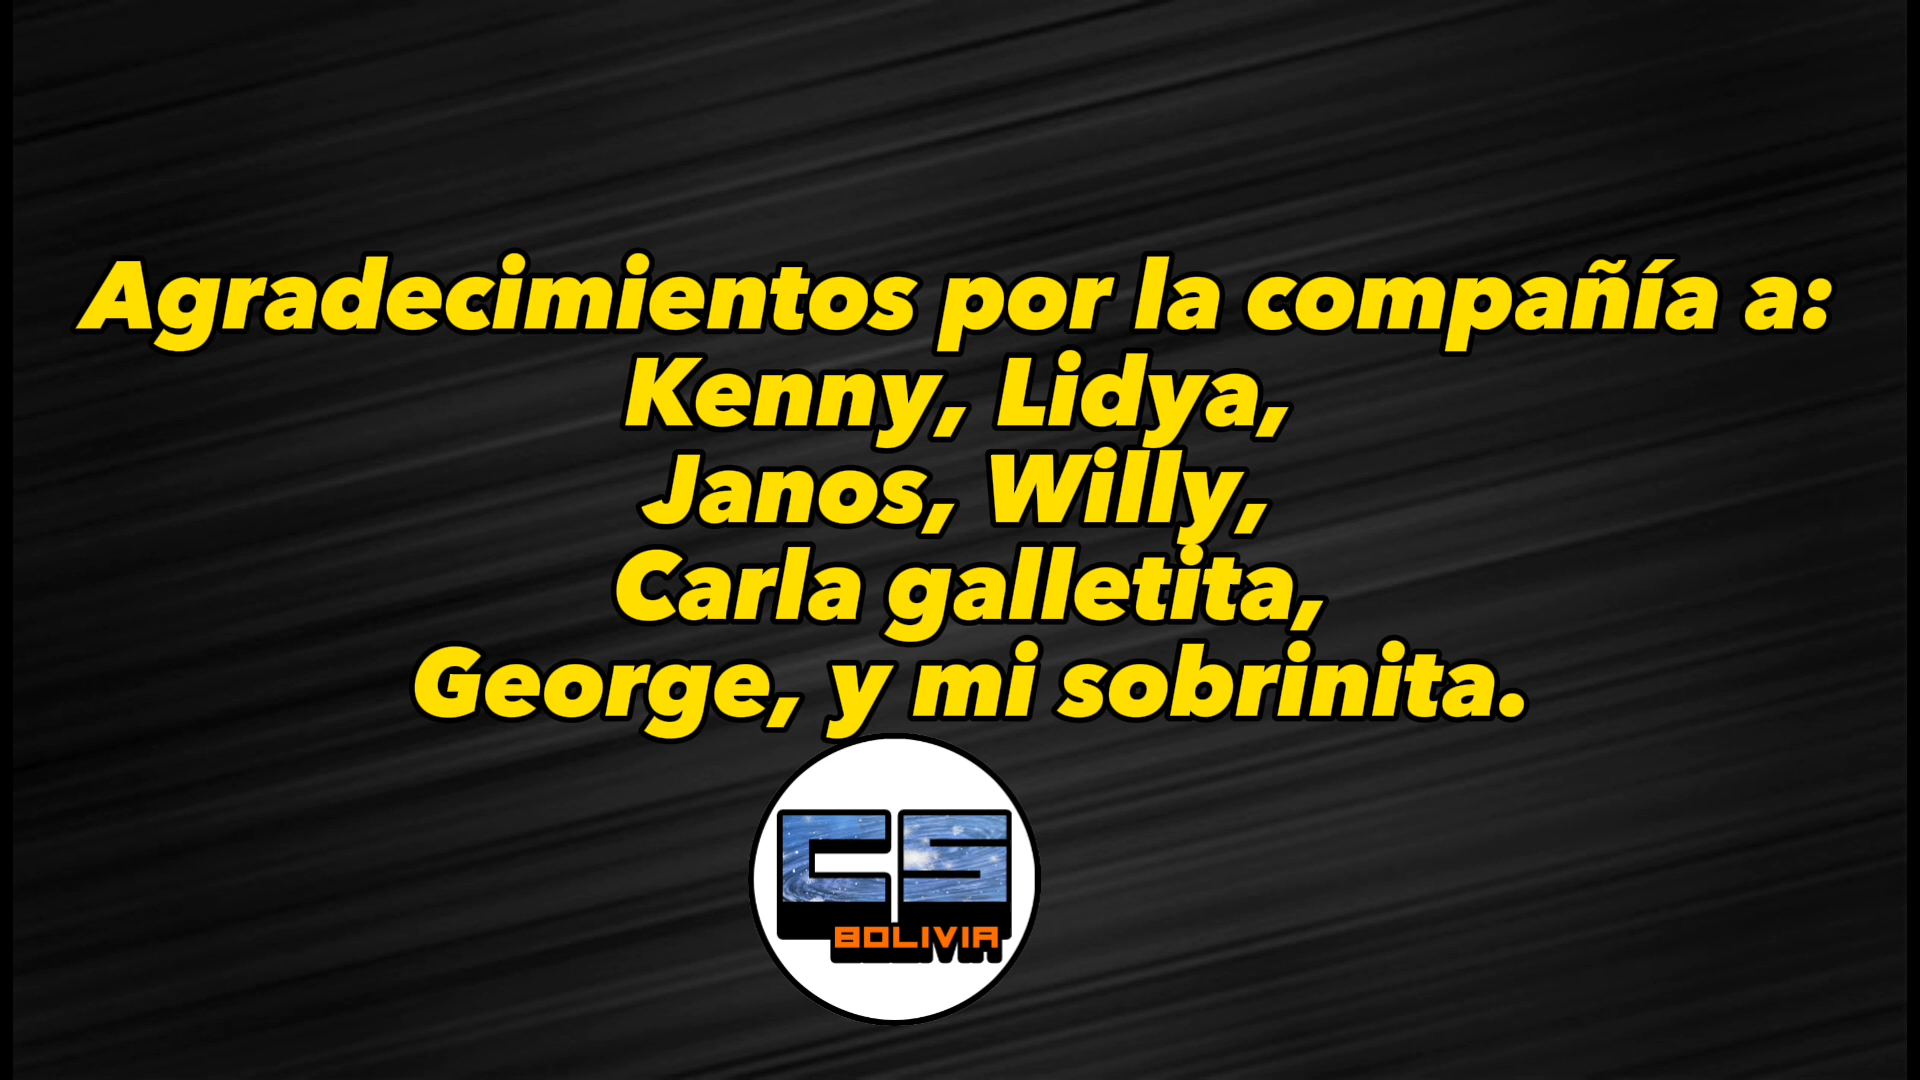 Agradecimientos por la compañía a:
Kenny, Lidya,
Janos, Willy,
Carla galletita,
George, y mi sobrinita.
CS
BOLIVIA